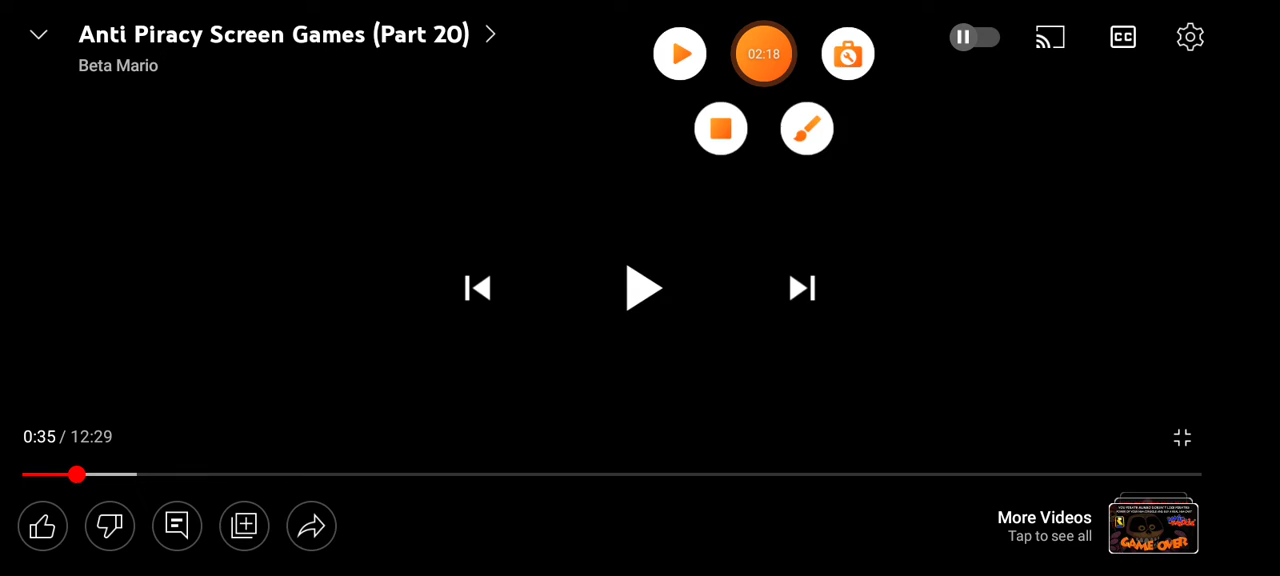 Anti Piracy Screen Games (Part 20)
Beta Mario
02:18
CC
0:35 / 12:29
More Videos
Tap to see all
GAME OVER